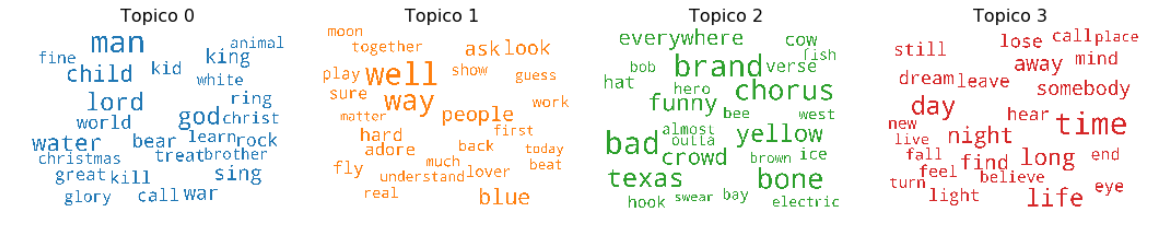 Topico 0
man
animal
fine
king
child
kid
white
lord
ring
god
christ
world
water
bear
learn
rock
christmas
treat
brother
great
kill
sing
glory
call
war
Topico 1
moon
together
ask
look
play
well
show
guess
sure
way
work
matter
people
hard
first
adore
back
today
fly
much
beat
understand
lover
real
blue
Topico 2
everywhere
cow
fish
bob
brand
verse
hat
hero
chorus
funny
bee
west
bad
almost
outta
yellow
crowd
brown
ice
texas
bone
hook
swear
bay
electric
Topico 3
still
lose
call
place
away
mind
dream
leave
somebody
day
hear
time
new
live
night
fall
find
long
end
feel
believe
turn
light
life
eye